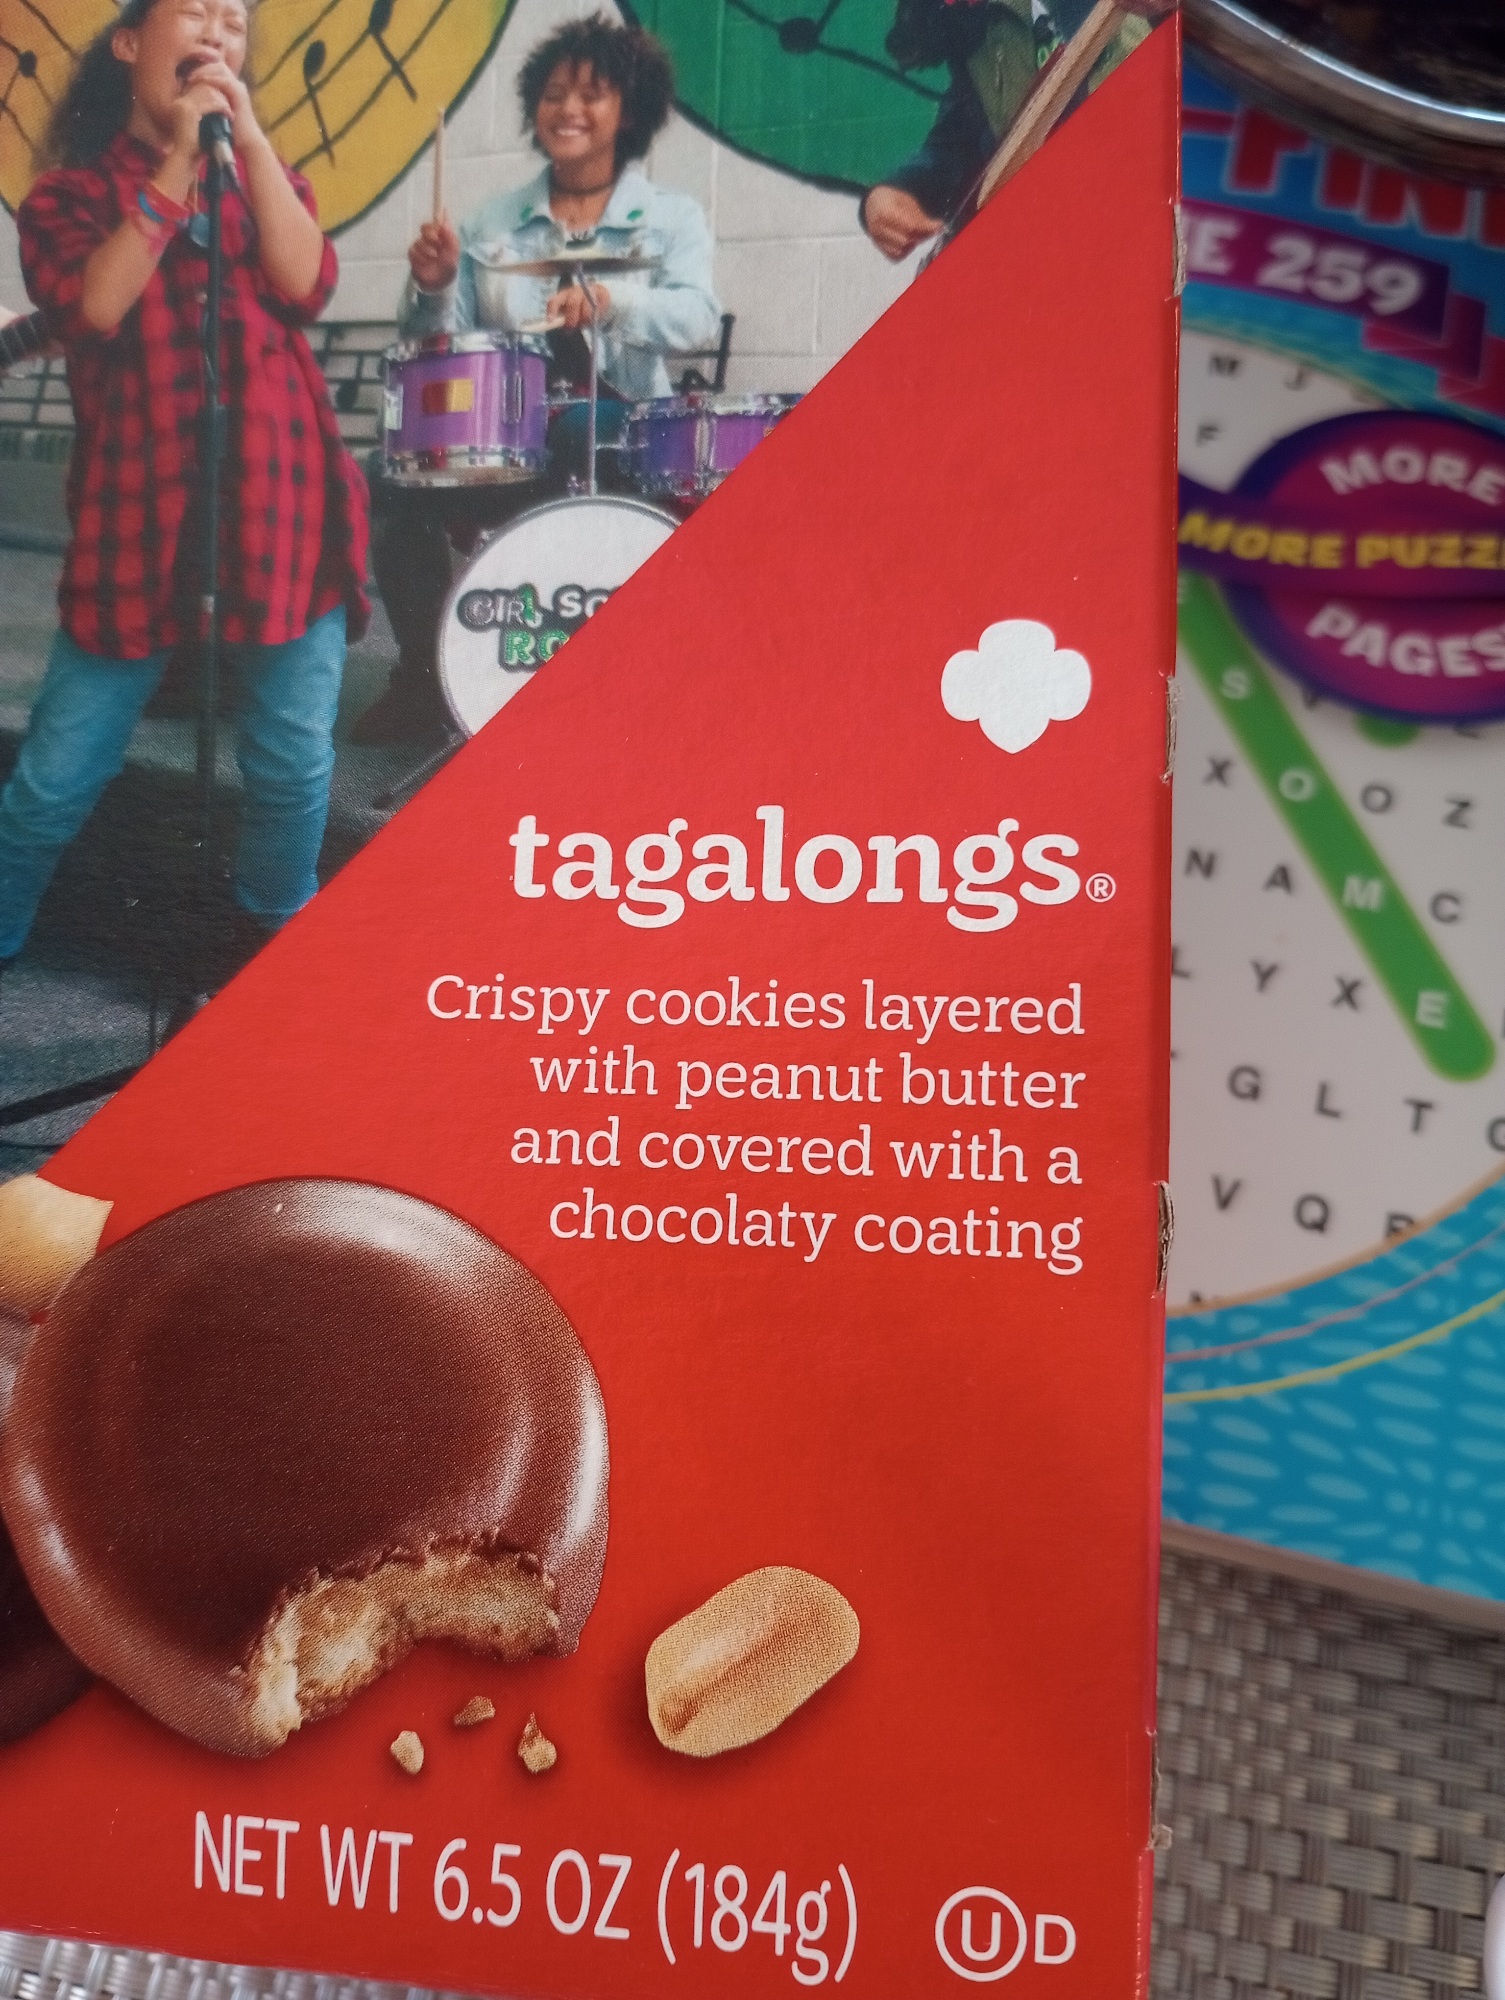 GIRL
tagalongs®
Crispy cookies layered
with peanut butter
and covered with a
chocolaty coating
NET WT 6.5 OZ (184g)
U D
259
MORE
MORE
PAGES
M J
F
S
X O O Z
N A M C
L Y X E
G L T
V Q